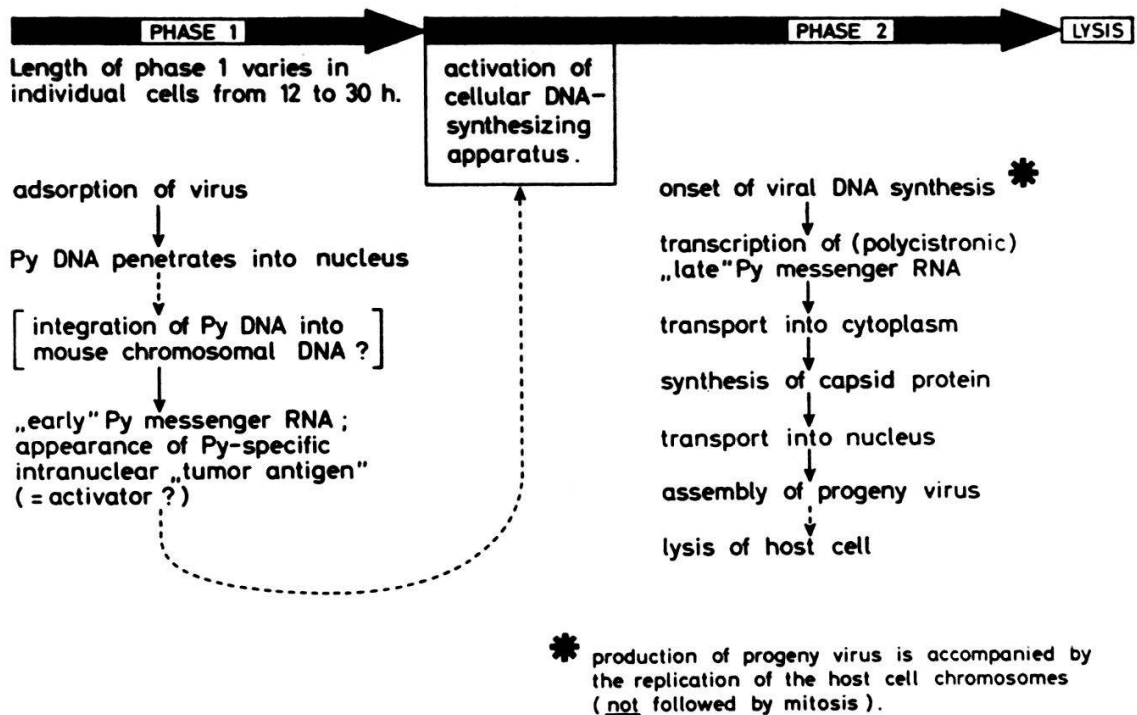 PHASE 1
PHASE 2
LYSIS
Length of phase 1 varies in
individual cells from 12 to 30 h.
activation of
cellular DNA-
synthesizing
apparatus.
adsorption of virus
Py DNA penetrates into nucleus
[integration of Py DNA into
mouse chromosomal DNA ?]
„early” Py messenger RNA ;
appearance of Py-specific
intranuclear „tumor antigen”
( = activator ?)
onset of viral DNA synthesis *
transcription of (polycistronic)
„late” Py messenger RNA
transport into cytoplasm
synthesis of capsid protein
transport into nucleus
assembly of progeny virus
lysis of host cell
* production of progeny virus is accompanied by
the replication of the host cell chromosomes
( not followed by mitosis ).